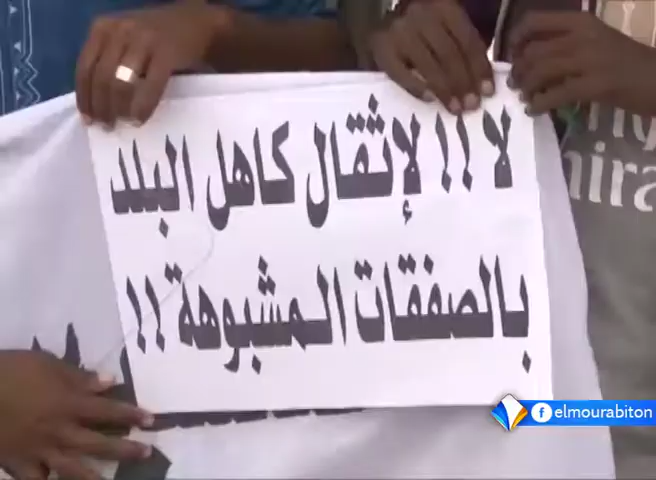 لا !! لإثقال كاهل البلد
بالصفقات المشبوهة !!
elmourabiton